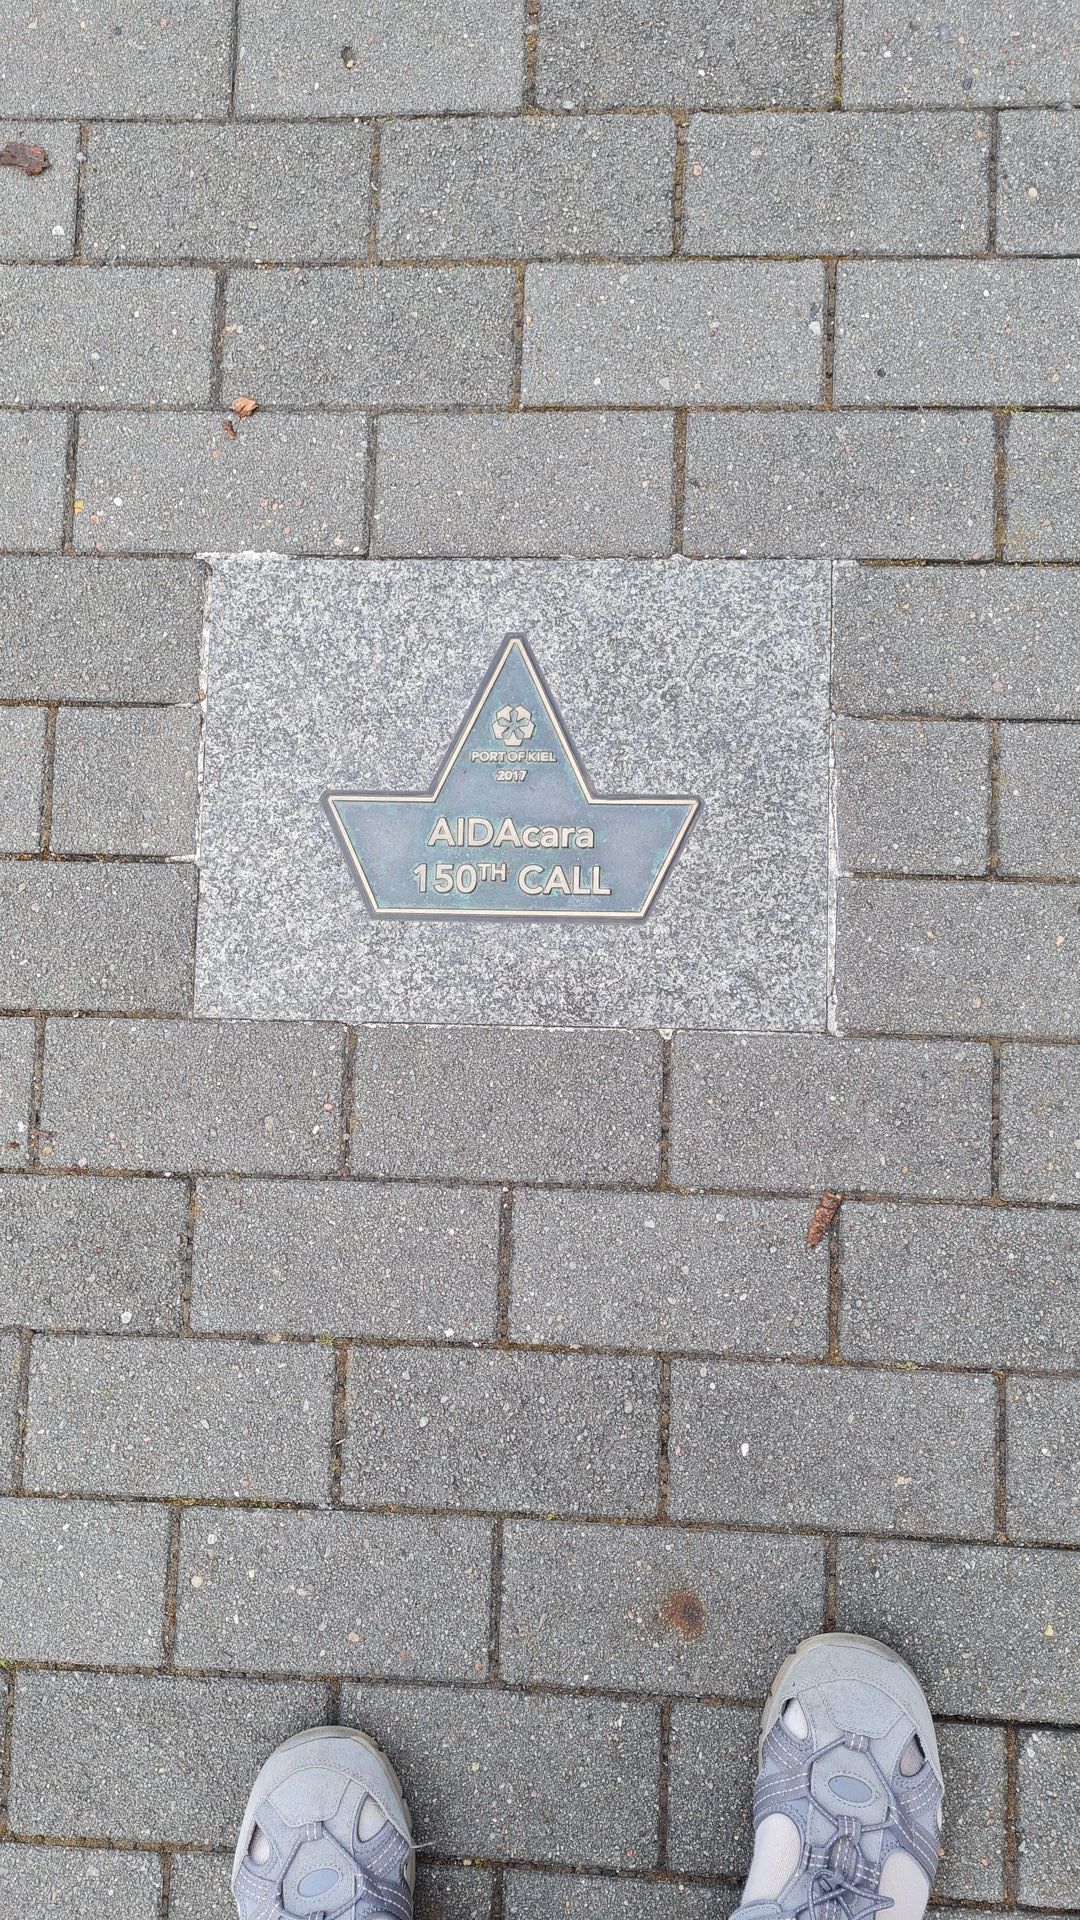 PORT OF KIEL
2017
AIDAcara
150TH CALL